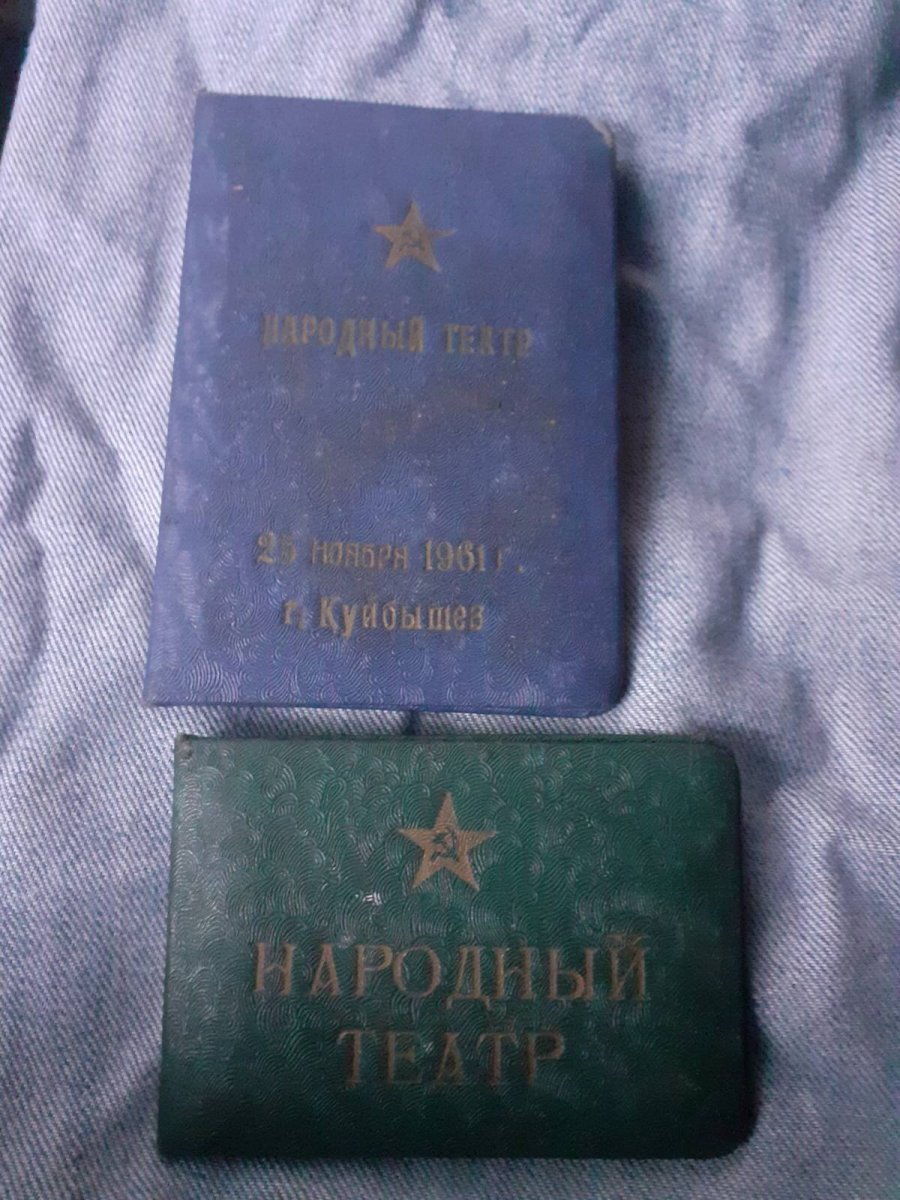 НАРОДНЫЙ ТЕАТР
25 НОЯБРЯ 1961 г.
г. Куйбышев
НАРОДНЫЙ
ТЕАТР